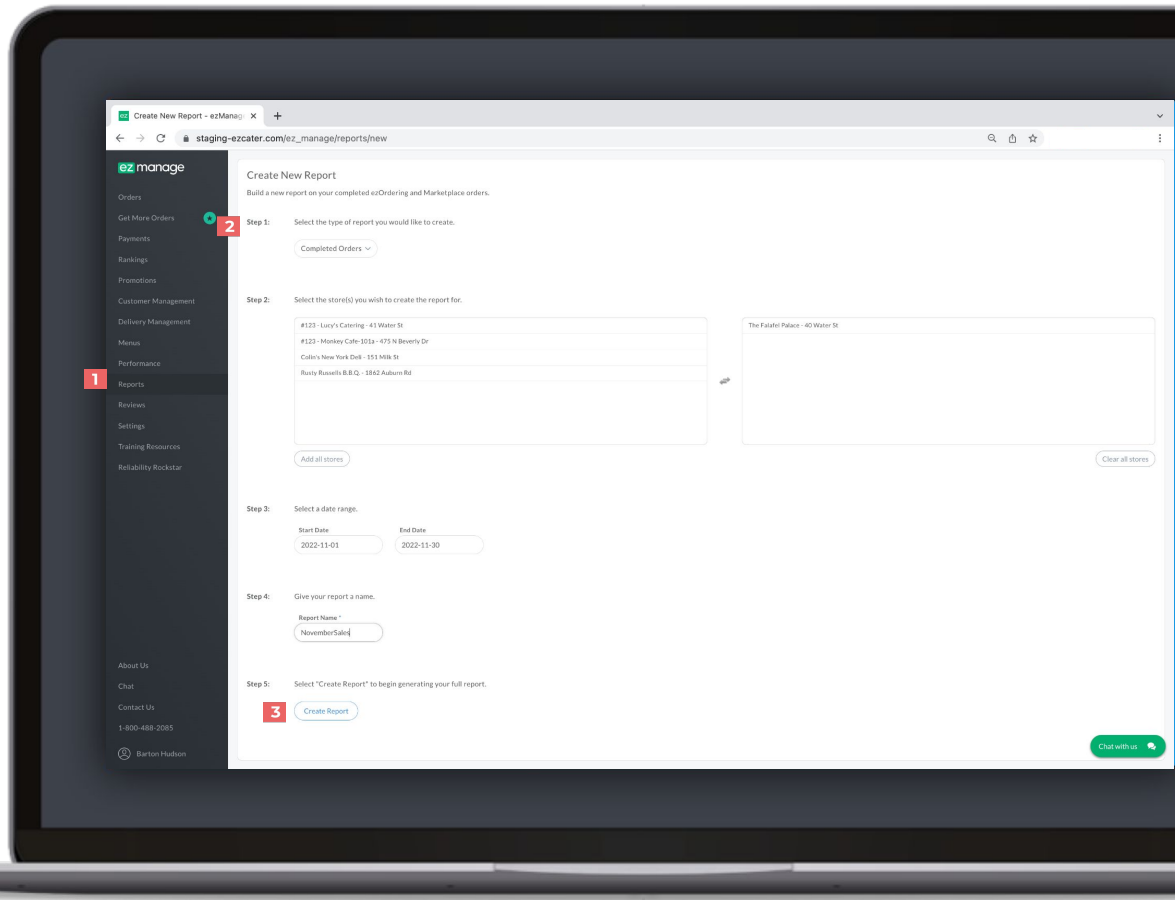 ez Create New Report - ezManag X +
staging-ezcater.com/ez_manage/reports/new
ez manage
Orders
Get More Orders
Payments
Rankings
Promotions
Customer Management
Delivery Management
Menus
Performance
1
Reports
Reviews
Settings
Training Resources
Reliability Rockstar
About Us
Chat
Contact Us
1-800-488-2085
Barton Hudson
Create New Report
Build a new report on your completed ezOrdering and Marketplace orders.
2
Step 1: Select the type of report you would like to create.
Completed Orders
Step 2: Select the store(s) you wish to create the report for.
#123 - Lucy's Catering - 41 Water St
#123 - Monkey Cafe-101a - 475 N Beverly Dr
Colin's New York Deli - 151 Milk St
Rusty Russells B.B.Q. - 1862 Auburn Rd
The Falafel Palace - 40 Water St
Add all stores
Clear all stores
Step 3: Select a date range.
Start Date End Date
2022-11-01 2022-11-30
Step 4: Give your report a name.
Report Name *
NovemberSales
Step 5: Select "Create Report" to begin generating your full report.
3
Create Report
Chat with us